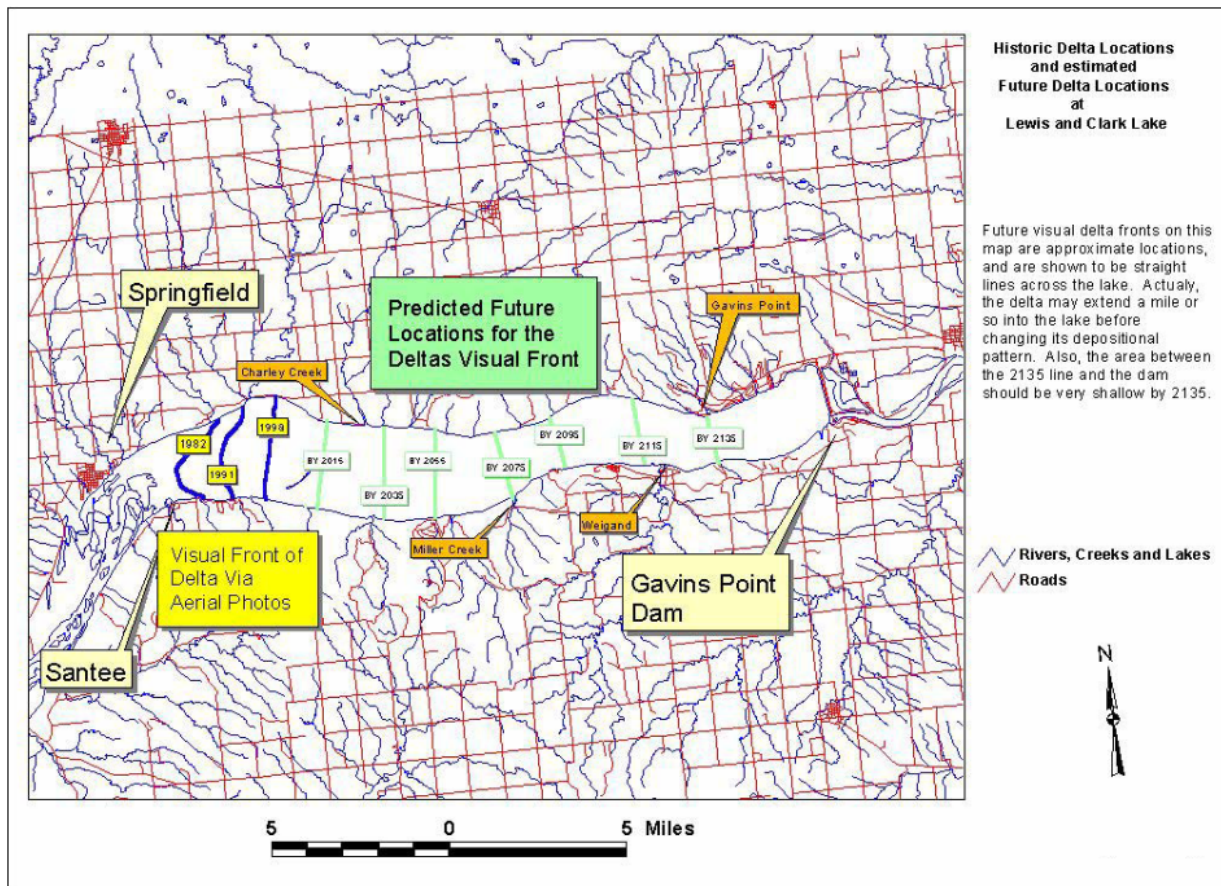 Historic Delta Locations
and estimated
Future Delta Locations
at
Lewis and Clark Lake
Future visual delta fronts on this
map are approximate locations,
and are shown to be straight
lines across the lake. Actualy,
the delta may extend a mile or
so into the lake before
changing its depositional
pattern. Also, the area between
the 2135 line and the dam
should be very shallow by 2135.
Springfield
Predicted Future
Locations for the
Deltas Visual Front
Gavins Point
Charley Creek
1982
1991
1998
BY 2015
BY 2035
BY 2055
BY 2075
BY 2095
BY 2115
BY 2135
Miller Creek
Weigand
Visual Front of
Delta Via
Aerial Photos
Gavins Point
Dam
Santee
Rivers, Creeks and Lakes
Roads
N
5 0 5 Miles